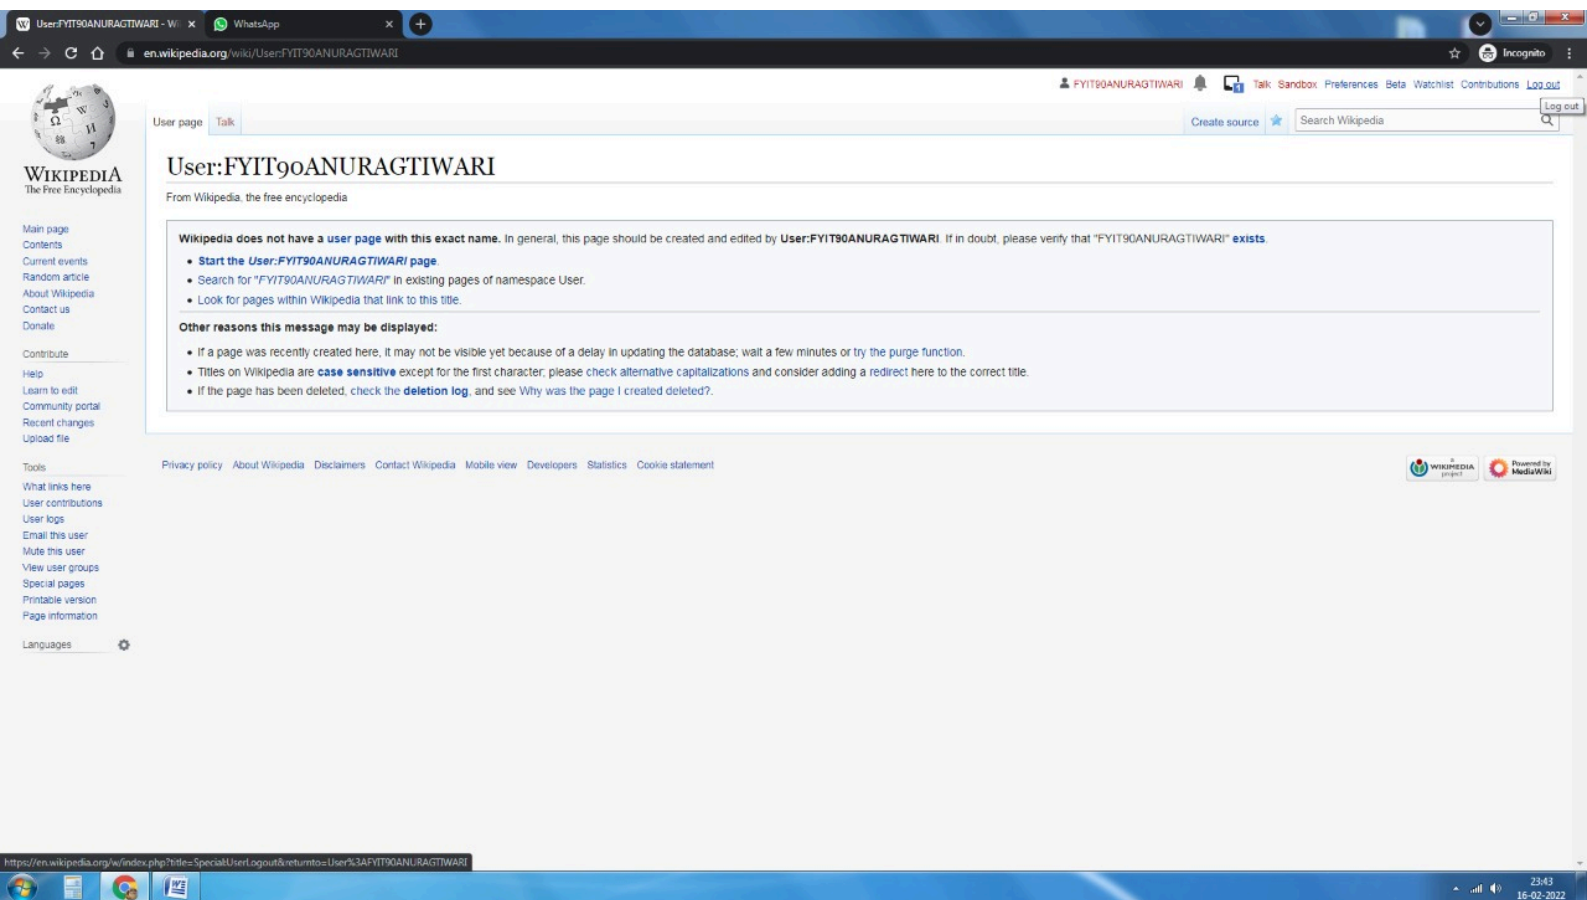 User:FYIT90ANURAGTIWARI - Wi
WhatsApp
en.wikipedia.org/wiki/User:FYIT90ANURAGTIWARI
Incognito
FYIT90ANURAGTIWARI 1 Talk Sandbox Preferences Beta Watchlist Contributions Log out
Log out
User page Talk
Create source Search Wikipedia
WIKIPEDIA
The Free Encyclopedia
User:FYIT90ANURAGTIWARI
From Wikipedia, the free encyclopedia
Wikipedia does not have a user page with this exact name. In general, this page should be created and edited by User:FYIT90ANURAGTIWARI. If in doubt, please verify that "FYIT90ANURAGTIWARI" exists.
• Start the User:FYIT90ANURAGTIWARI page.
• Search for "FYIT90ANURAGTIWARI" in existing pages of namespace User.
• Look for pages within Wikipedia that link to this title.
Other reasons this message may be displayed:
• If a page was recently created here, it may not be visible yet because of a delay in updating the database; wait a few minutes or try the purge function.
• Titles on Wikipedia are case sensitive except for the first character; please check alternative capitalizations and consider adding a redirect here to the correct title.
• If the page has been deleted, check the deletion log, and see Why was the page I created deleted?.
Main page
Contents
Current events
Random article
About Wikipedia
Contact us
Donate
Contribute
Help
Learn to edit
Community portal
Recent changes
Upload file
Tools
What links here
User contributions
User logs
Email this user
Mute this user
View user groups
Special pages
Printable version
Page information
Languages
Privacy policy About Wikipedia Disclaimers Contact Wikipedia Mobile view Developers Statistics Cookie statement
a
WIKIMEDIA
project
Powered by
MediaWiki
https://en.wikipedia.org/w/index.php?title=Special:UserLogout&returnto=User%3AFYIT90ANURAGTIWARI
23:43
16-02-2022